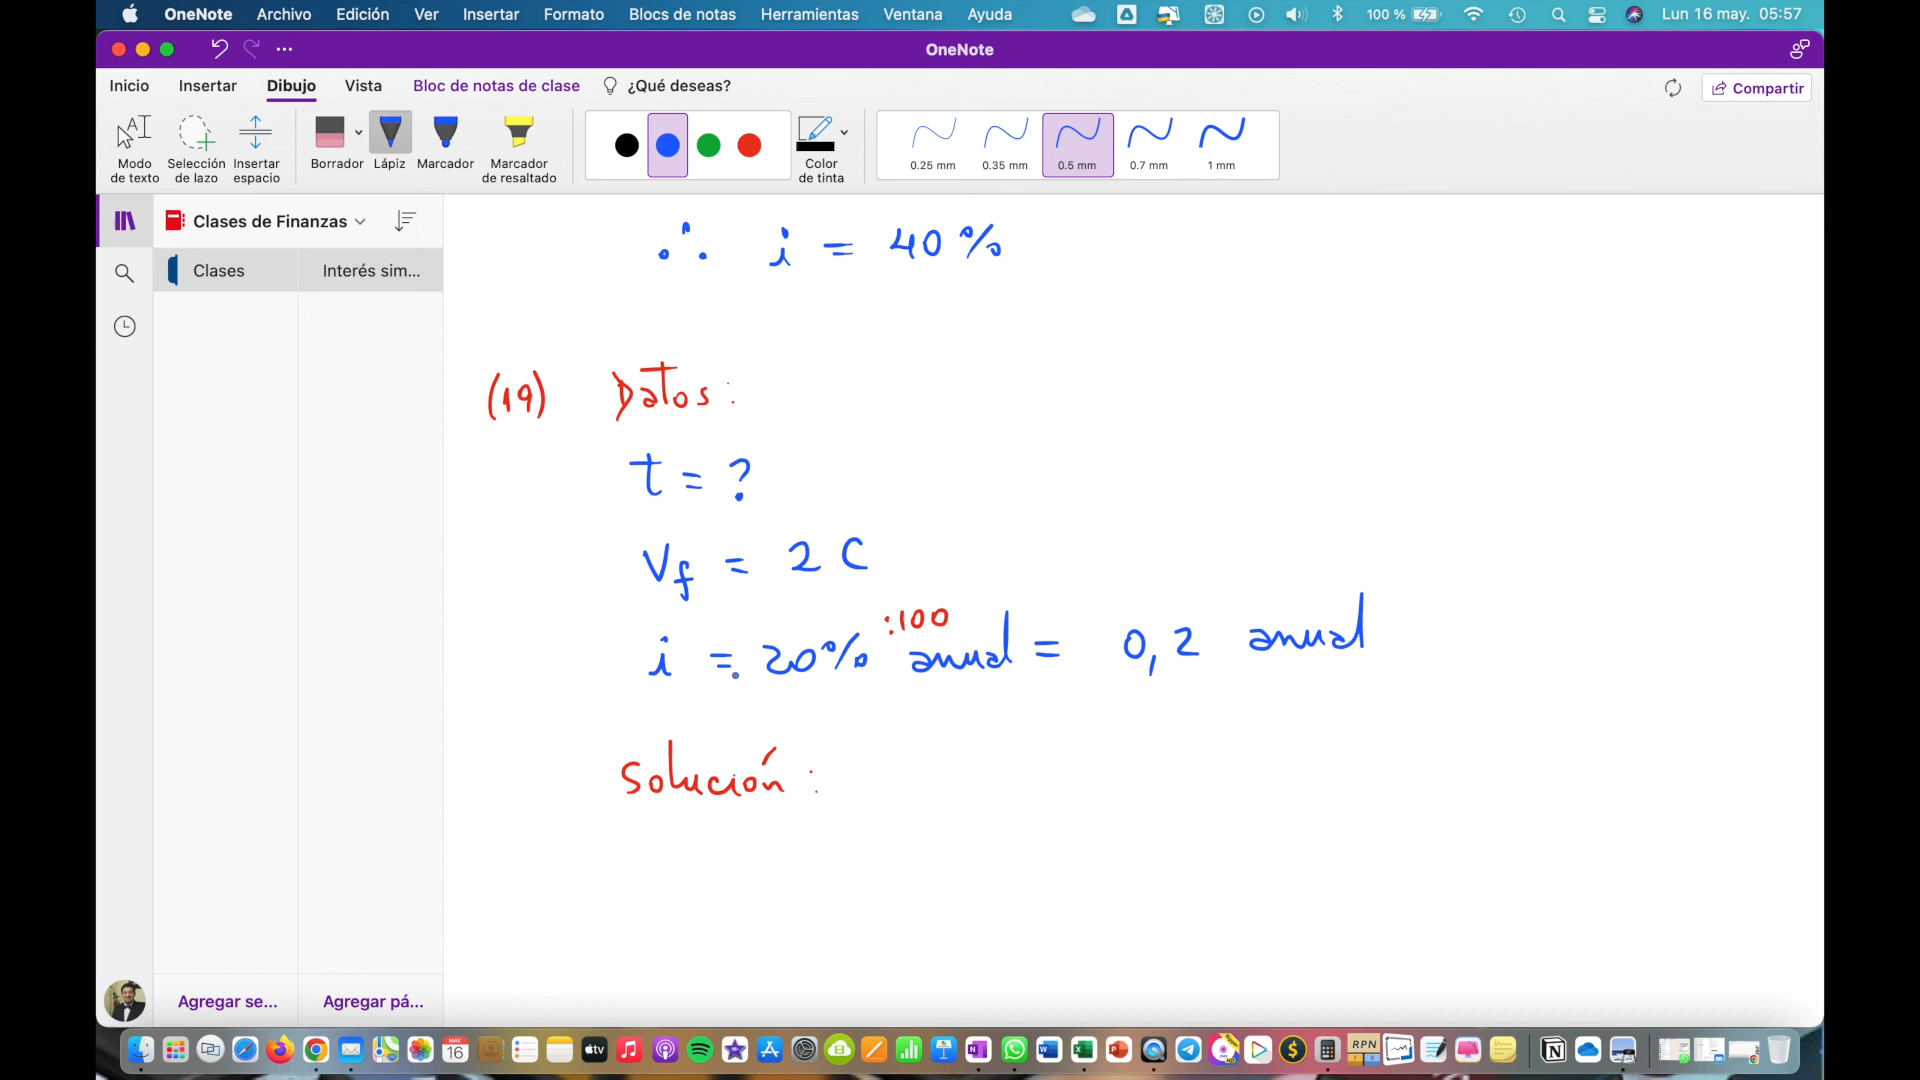 OneNote Archivo Edición Ver Insertar Formato Blocs de notas Herramientas Ventana Ayuda 100 % Lun 16 may. 05:57
OneNote
Inicio Insertar Dibujo Vista Bloc de notas de clase ¿Qué deseas? Compartir
Modo de texto
Selección de lazo
Insertar espacio
Borrador
Lápiz
Marcador
Marcador de resaltado
Color de tinta
0.25 mm 0.35 mm 0.5 mm 0.7 mm 1 mm
Clases de Finanzas
Clases Interés sim...
∴ i = 40 %
(19) Datos:
t = ?
Vf = 2 C
:100
i = 20% anual = 0,2 anual
Solución:
Agregar se... Agregar pá...
MAY
16
tv
RPN